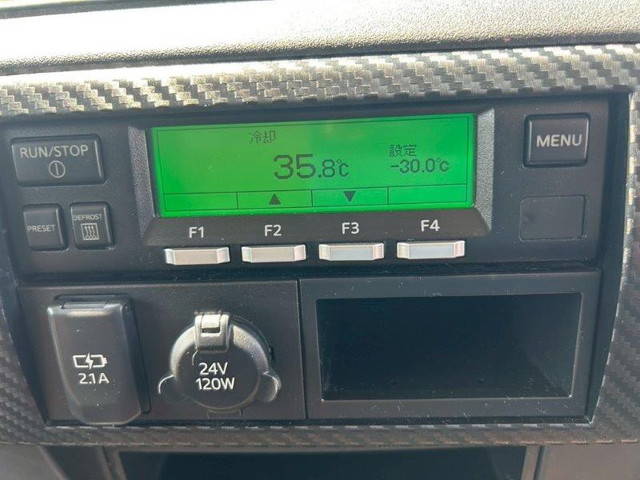 冷却
35.8℃
設定
-30.0℃
▲ ▼
RUN/STOP
MENU
PRESET
DEFROST
F1 F2 F3 F4
2.1A
24V
120W